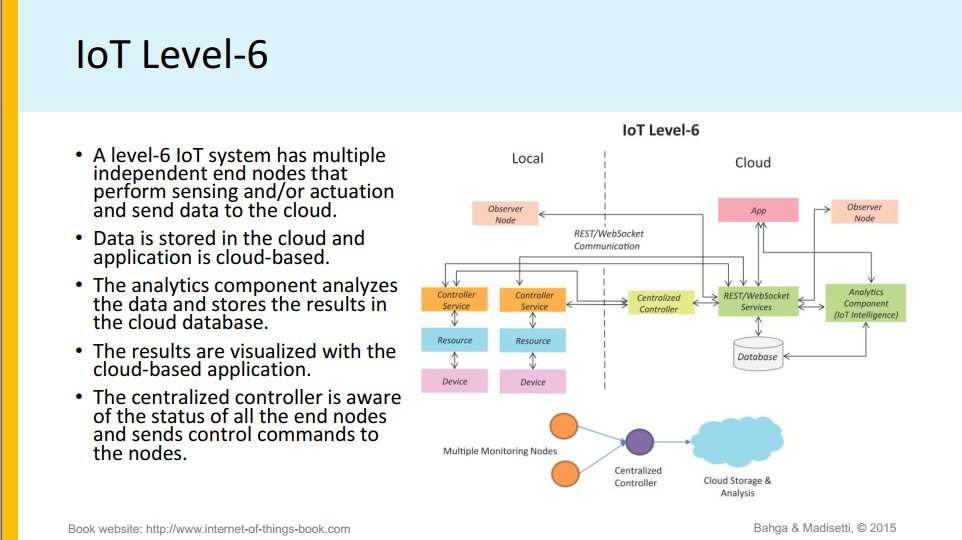 IoT Level-6
• A level-6 IoT system has multiple
independent end nodes that
perform sensing and/or actuation
and send data to the cloud.
• Data is stored in the cloud and
application is cloud-based.
• The analytics component analyzes
the data and stores the results in
the cloud database.
• The results are visualized with the
cloud-based application.
• The centralized controller is aware
of the status of all the end nodes
and sends control commands to
the nodes.
IoT Level-6
Local
Cloud
Observer
Node
App
Observer
Node
REST/WebSocket
Communication
Controller
Service
Controller
Service
Centralized
Controller
REST/WebSocket
Services
Analytics
Component
(IoT Intelligence)
Resource
Resource
Database
Device
Device
Multiple Monitoring Nodes
Centralized
Controller
Cloud Storage &
Analysis
Book website: http://www.internet-of-things-book.com
Bahga & Madisetti, © 2015